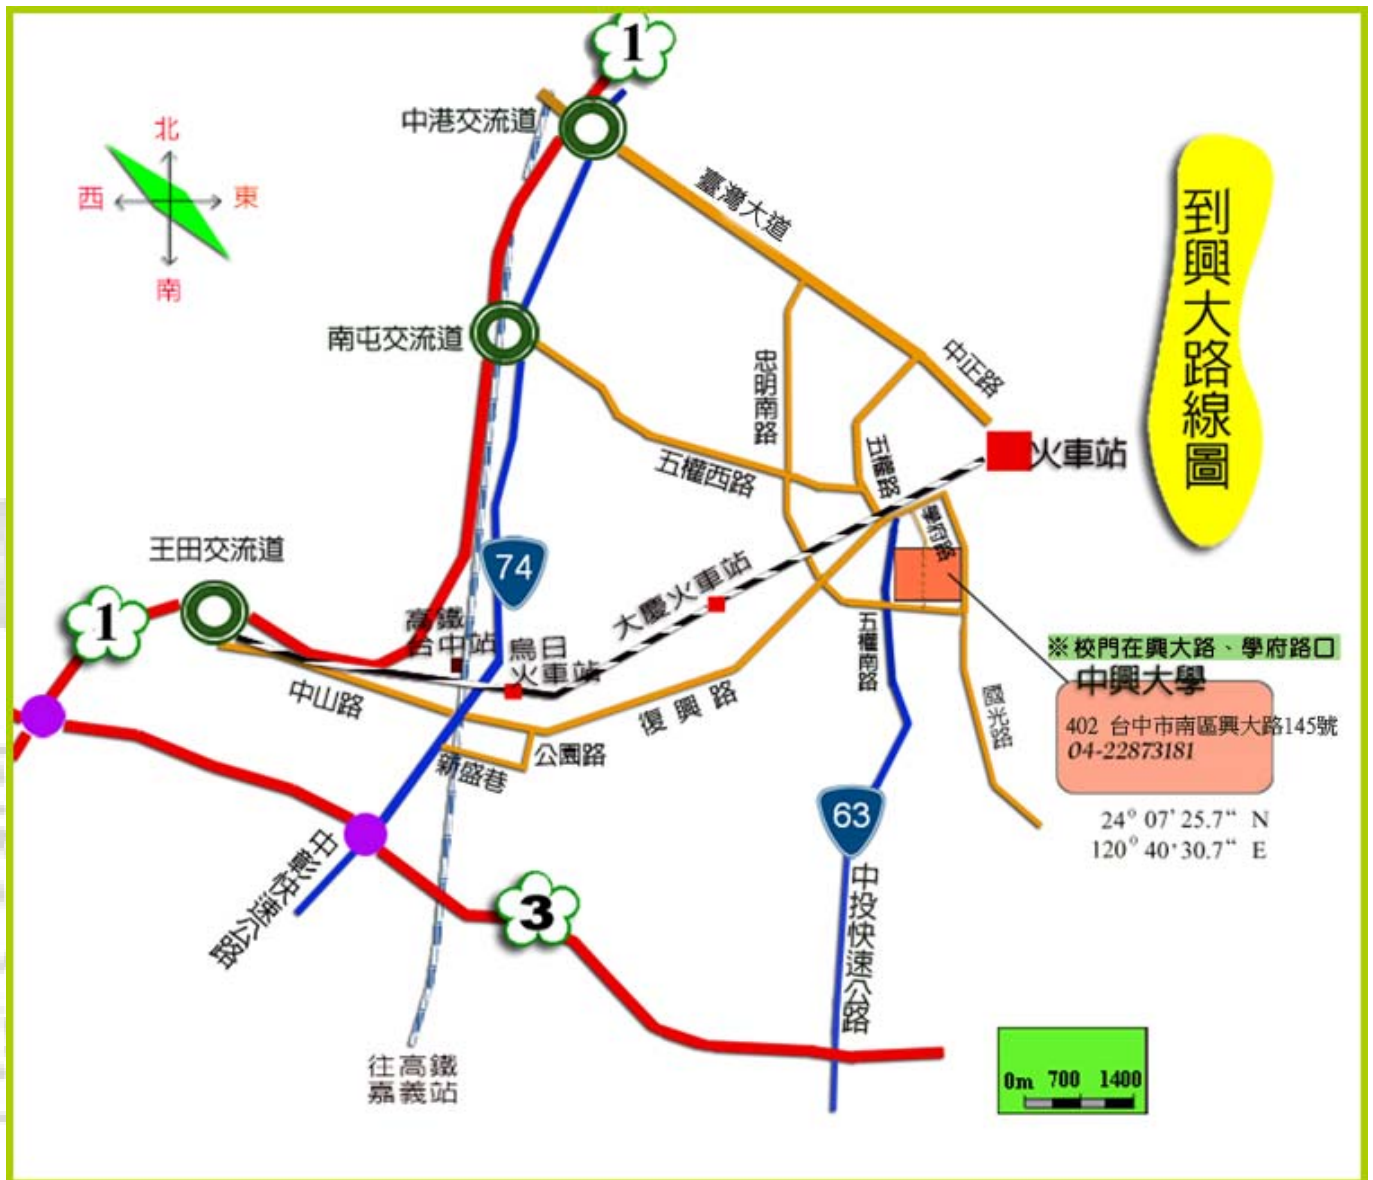 1
中港交流道
北
西
東
南
臺灣大道
到興大路線圖
南屯交流道
中正路
忠明南路
五權路
火車站
五權西路
學府路
王田交流道
74
大慶火車站
1
高鐵
台中站
烏日
火車站
五權南路
※校門在興大路、學府路口
中興大學
402 台中市南區興大路145號
04-22873181
中山路
復興路
國光路
公園路
新盛巷
24° 07' 25.7“ N
120° 40' 30.7“ E
63
中彰快速公路
3
中投快速公路
往高鐵
嘉義站
0m 700 1400